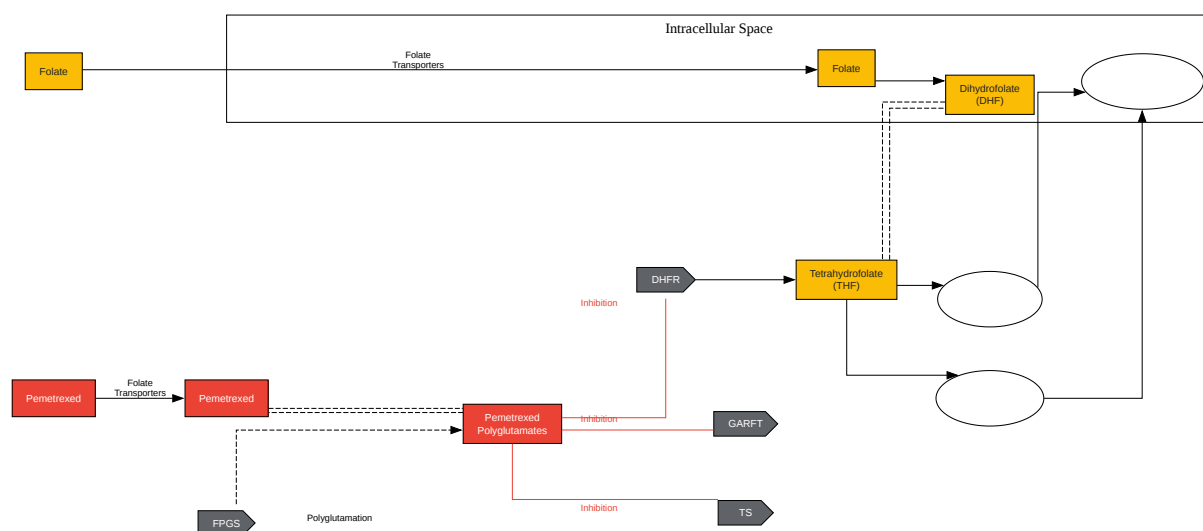 Intracellular Space
Folate
Folate
Transporters
Folate
Dihydrofolate
(DHF)
DHFR
Tetrahydrofolate
(THF)
Inhibition
Pemetrexed
Folate
Transporters
Pemetrexed
Pemetrexed
Polyglutamates
Inhibition
GARFT
Inhibition
TS
FPGS
Polyglutamation